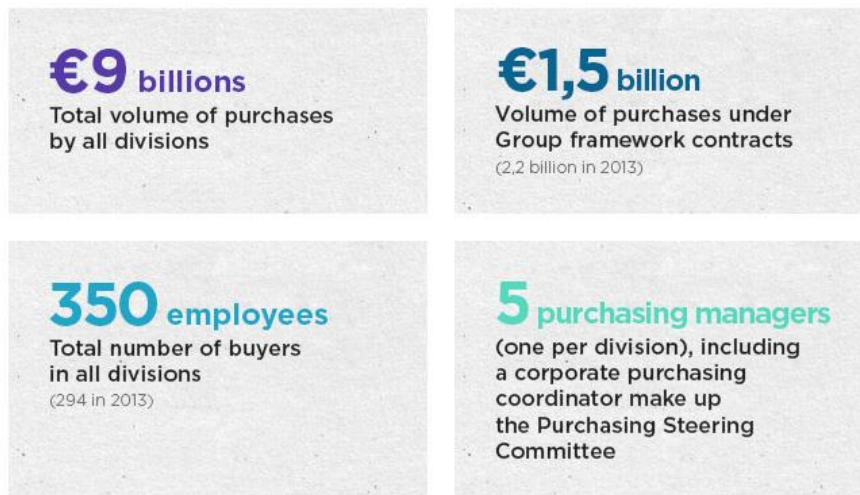 €9 billions
Total volume of purchases
by all divisions
€1,5 billion
Volume of purchases under
Group framework contracts
(2,2 billion in 2013)
350 employees
Total number of buyers
in all divisions
(294 in 2013)
5 purchasing managers
(one per division), including
a corporate purchasing
coordinator make up
the Purchasing Steering
Committee